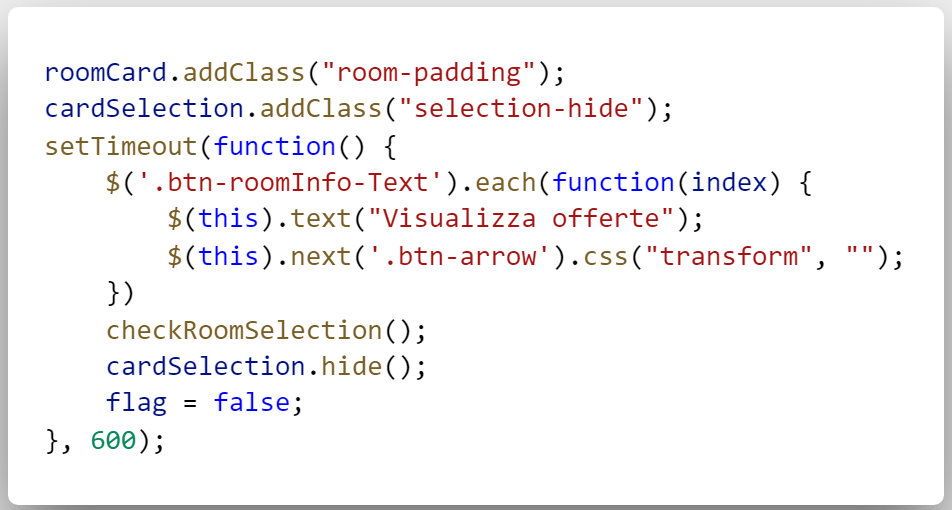 roomCard.addClass("room-padding");
cardSelection.addClass("selection-hide");
setTimeout(function() {
    $('.btn-roomInfo-Text').each(function(index) {
        $(this).text("Visualizza offerte");
        $(this).next('.btn-arrow').css("transform", "");
    })
    checkRoomSelection();
    cardSelection.hide();
    flag = false;
}, 600);